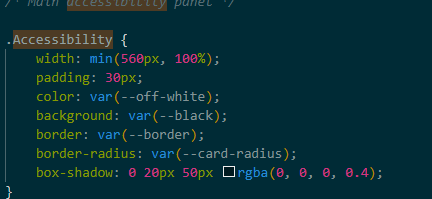 /* Main accessibility panel */
.Accessibility {
width: min(560px, 100%);
padding: 30px;
color: var(--off-white);
background: var(--black);
border: var(--border);
border-radius: var(--card-radius);
box-shadow: 0 20px 50px rgba(0, 0, 0, 0.4);
}